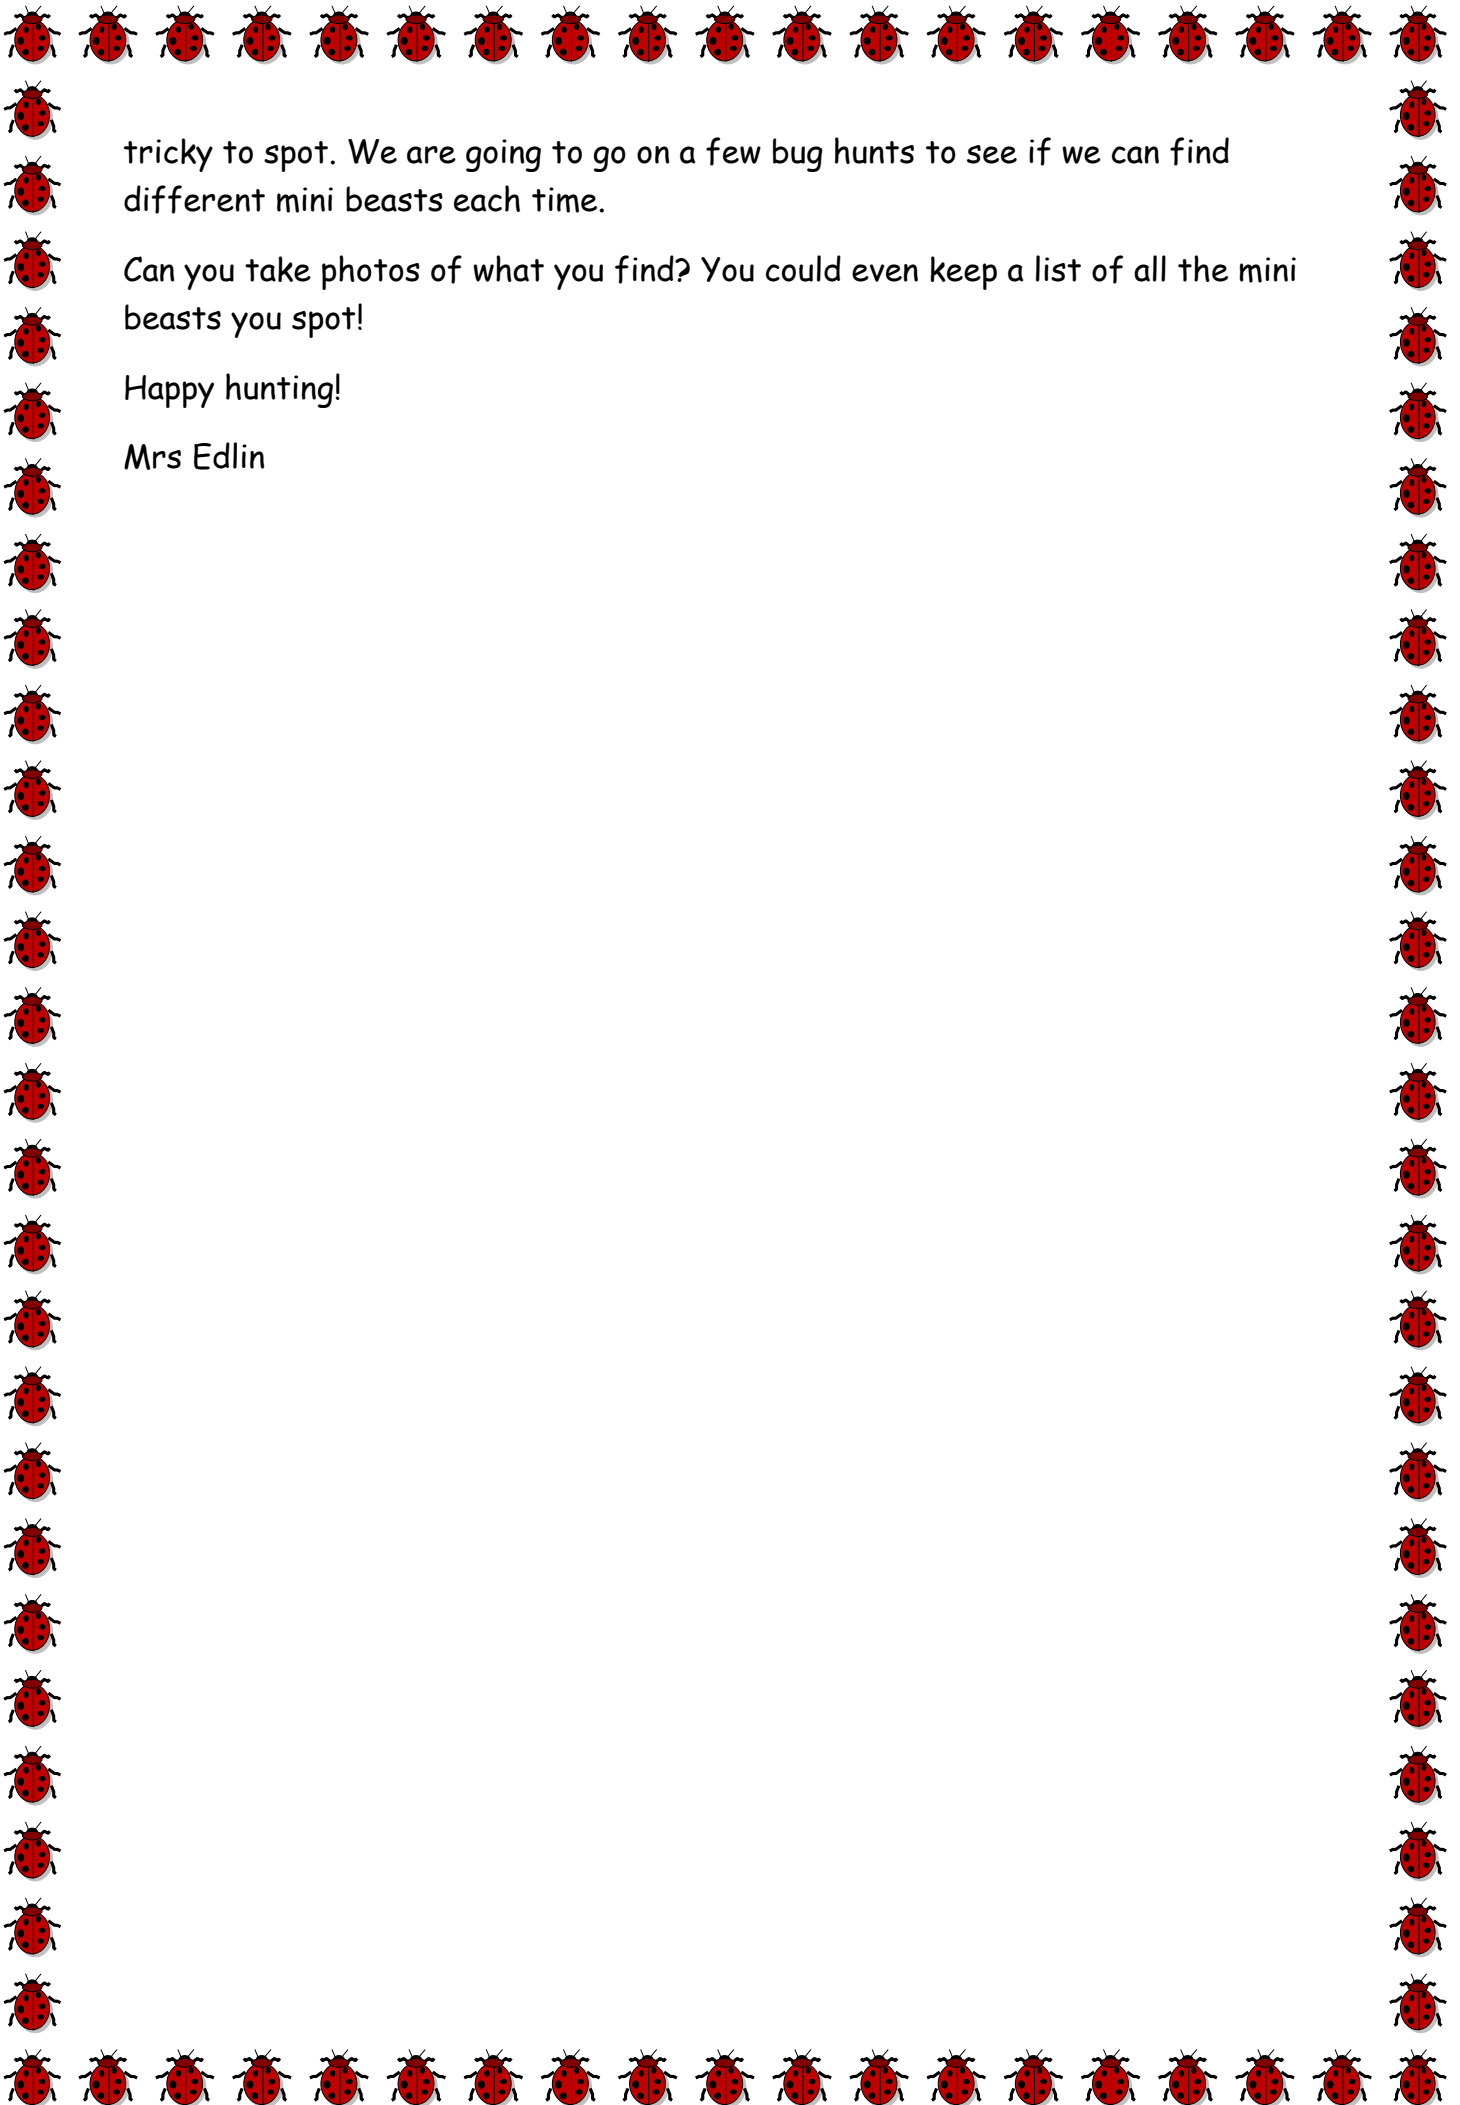 tricky to spot. We are going to go on a few bug hunts to see if we can find
different mini beasts each time.
Can you take photos of what you find? You could even keep a list of all the mini
beasts you spot!
Happy hunting!
Mrs Edlin